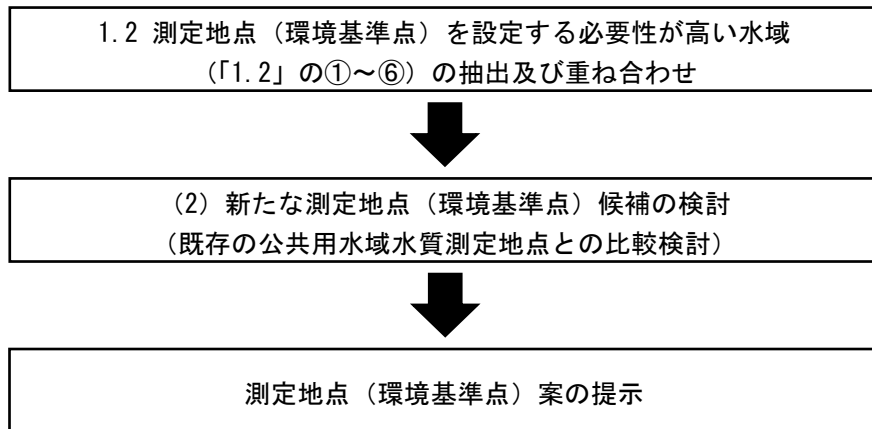 1.2 測定地点（環境基準点）を設定する必要性が高い水域
（「1.2」の①～⑥）の抽出及び重ね合わせ
（2）新たな測定地点（環境基準点）候補の検討
（既存の公共用水域水質測定地点との比較検討）
測定地点（環境基準点）案の提示